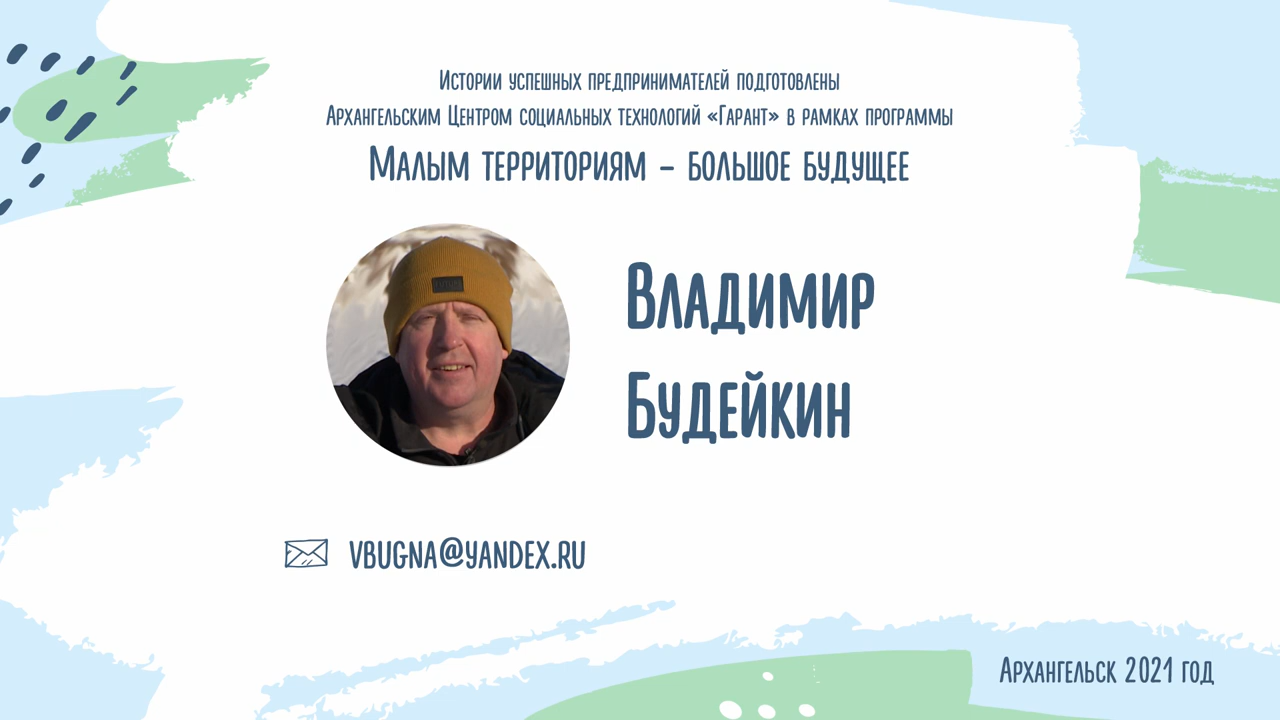 Истории успешных предпринимателей подготовлены
Архангельским Центром социальных технологий «Гарант» в рамках программы
Малым территориям – большое будущее
Владимир
Будейкин
vbugna@yandex.ru
Архангельск 2021 год